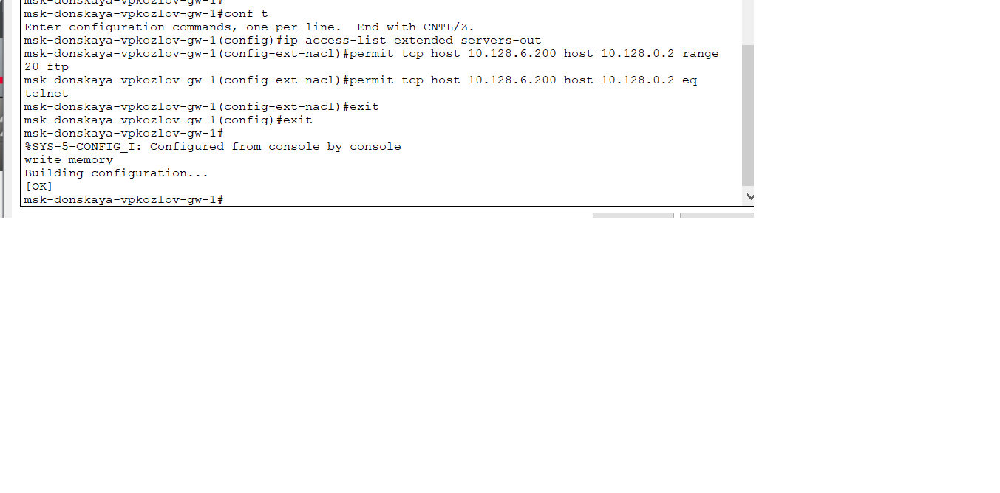 msk-donskaya-vpkozlov-gw-1#
msk-donskaya-vpkozlov-gw-1#conf t
Enter configuration commands, one per line.  End with CNTL/Z.
msk-donskaya-vpkozlov-gw-1(config)#ip access-list extended servers-out
msk-donskaya-vpkozlov-gw-1(config-ext-nacl)#permit tcp host 10.128.6.200 host 10.128.0.2 range
20 ftp
msk-donskaya-vpkozlov-gw-1(config-ext-nacl)#permit tcp host 10.128.6.200 host 10.128.0.2 eq
telnet
msk-donskaya-vpkozlov-gw-1(config-ext-nacl)#exit
msk-donskaya-vpkozlov-gw-1(config)#exit
msk-donskaya-vpkozlov-gw-1#
%SYS-5-CONFIG_I: Configured from console by console
write memory
Building configuration...
[OK]
msk-donskaya-vpkozlov-gw-1#